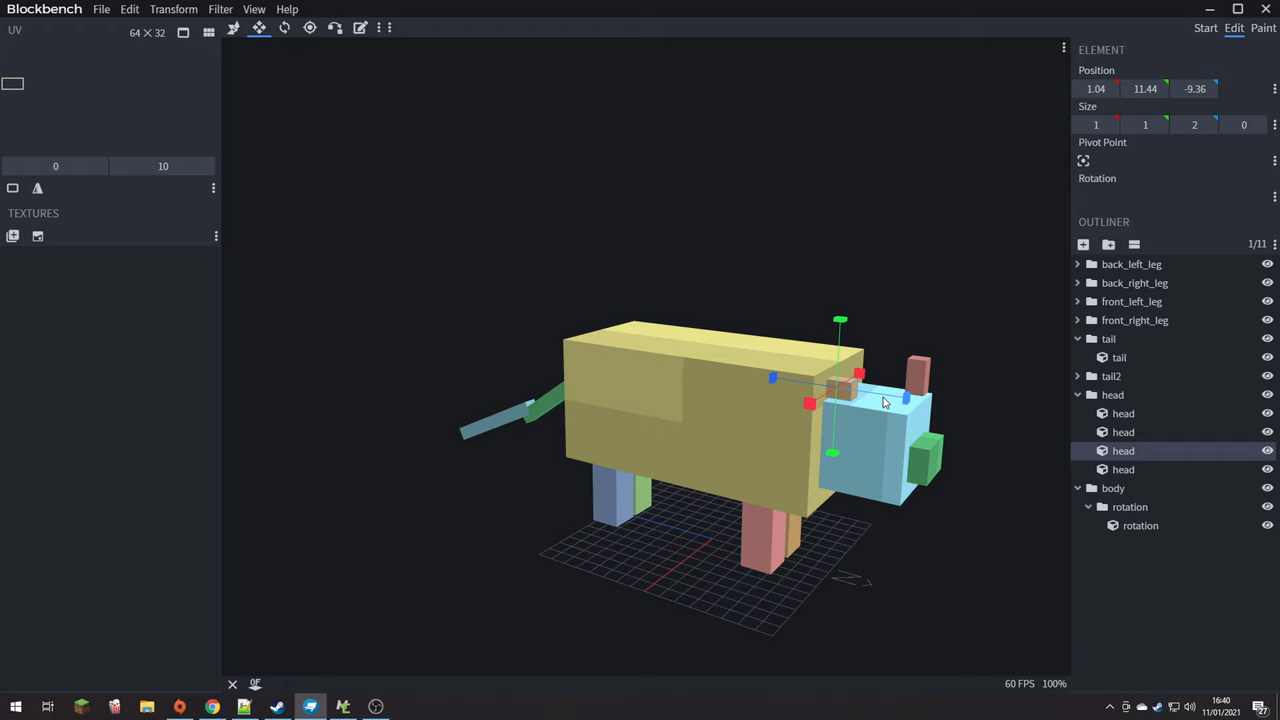 Blockbench File Edit Transform Filter View Help
UV 64 × 32
Start Edit Paint
ELEMENT
Position
1.04 11.44 -9.36
Size
1 1 2 0
Pivot Point
Rotation
0 10
TEXTURES
OUTLINER
1/11
back_left_leg
back_right_leg
front_left_leg
front_right_leg
tail
tail
tail2
head
head
head
head
head
body
rotation
rotation
N
60 FPS 100%
16:40
11/01/2021
27